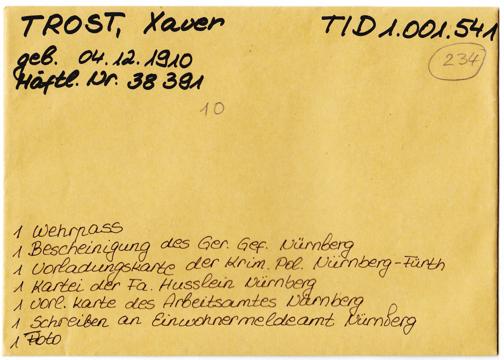 TROST, Xaver TID 1.001.541
geb. 04.12.1910 234
Häftl. Nr. 38 391
10
1 Wehrpass
1 Bescheinigung des Ger. Gef. Nürnberg
1 Vorladungskarte der Krim. Pol. Nürnberg-Fürth
1 Kartei der Fa. Husslein Nürnberg
1 Vorl. Karte des Arbeitsamtes Nürnberg
1 Schreiben an Einwohnermeldeamt Nürnberg
1 Foto